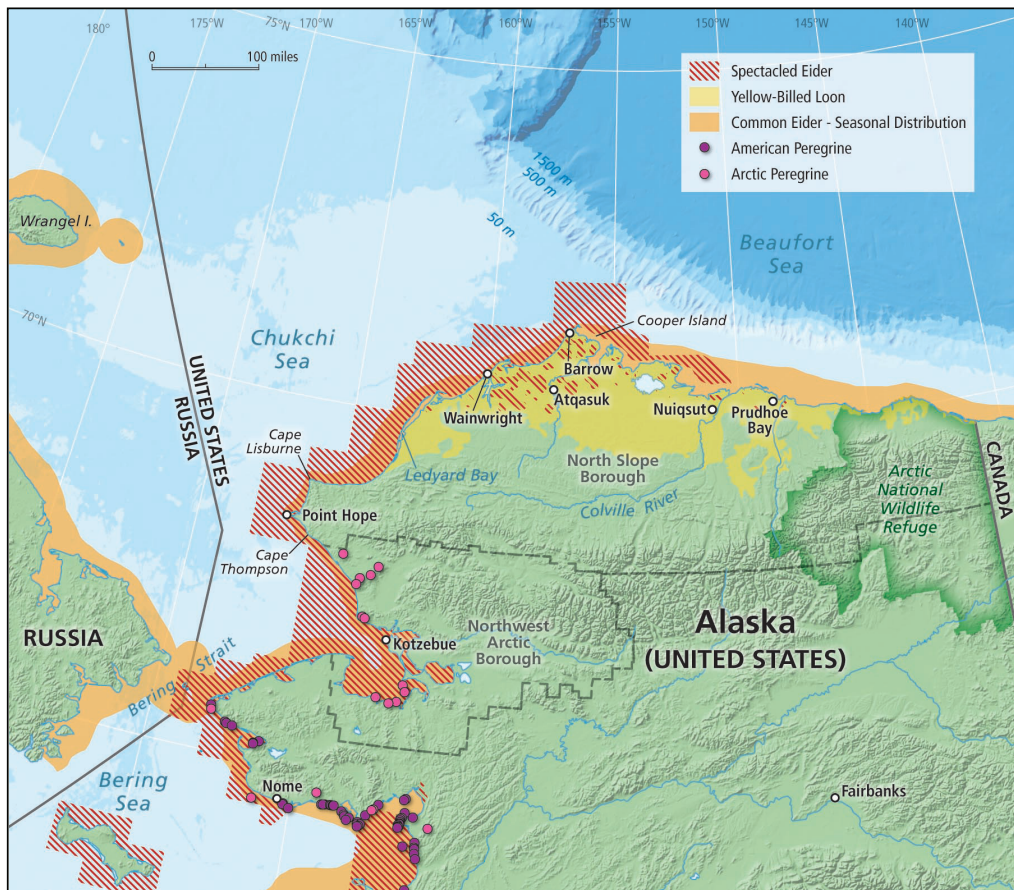 180°
175°W
75°N
170°W
165°W
160°W
155°W
150°W
145°W
140°W
0
100 miles
Spectacled Eider
Yellow-Billed Loon
Common Eider - Seasonal Distribution
American Peregrine
Arctic Peregrine
1500 m
500 m
50 m
Wrangel I.
Beaufort
Sea
70°N
Chukchi
Sea
Cooper Island
UNITED STATES
RUSSIA
Barrow
Wainwright
Atqasuk
Nuiqsut
Prudhoe
Bay
Cape
Lisburne
Ledyard Bay
North Slope
Borough
Arctic
National
Wildlife
Refuge
CANADA
Colville River
Point Hope
Cape
Thompson
RUSSIA
Kotzebue
Northwest
Arctic
Borough
Alaska
(UNITED STATES)
Bering Strait
Bering
Sea
Nome
Fairbanks
170°W
165°W